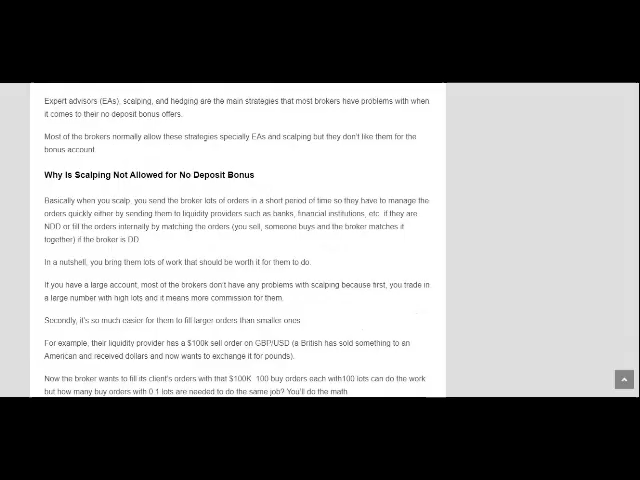 Expert advisors (EAs), scalping, and hedging are the main strategies that most brokers have problems with when
it comes to their no deposit bonus offers.
Most of the brokers normally allow these strategies specially EAs and scalping but they don't like them for the
bonus account.
Why Is Scalping Not Allowed for No Deposit Bonus
Basically when you scalp, you send the broker lots of orders in a short period of time so they have to manage the
orders quickly either by sending them to liquidity providers such as banks, financial institutions, etc. if they are
NDD or fill the orders internally by matching the orders (you sell, someone buys and the broker matches it
together) if the broker is DD.
In a nutshell, you bring them lots of work that should be worth it for them to do.
If you have a large account, most of the brokers don't have any problems with scalping because first, you trade in
a large number with high lots and it means more commission for them.
Secondly, it's so much easier for them to fill larger orders than smaller ones
For example, their liquidity provider has a $100k sell order on GBP/USD (a British has sold something to an
American and received dollars and now wants to exchange it for pounds).
Now the broker wants to fill its client's orders with that $100K. 100 buy orders each with100 lots can do the work
but how many buy orders with 0.1 lots are needed to do the same job? You'll do the math